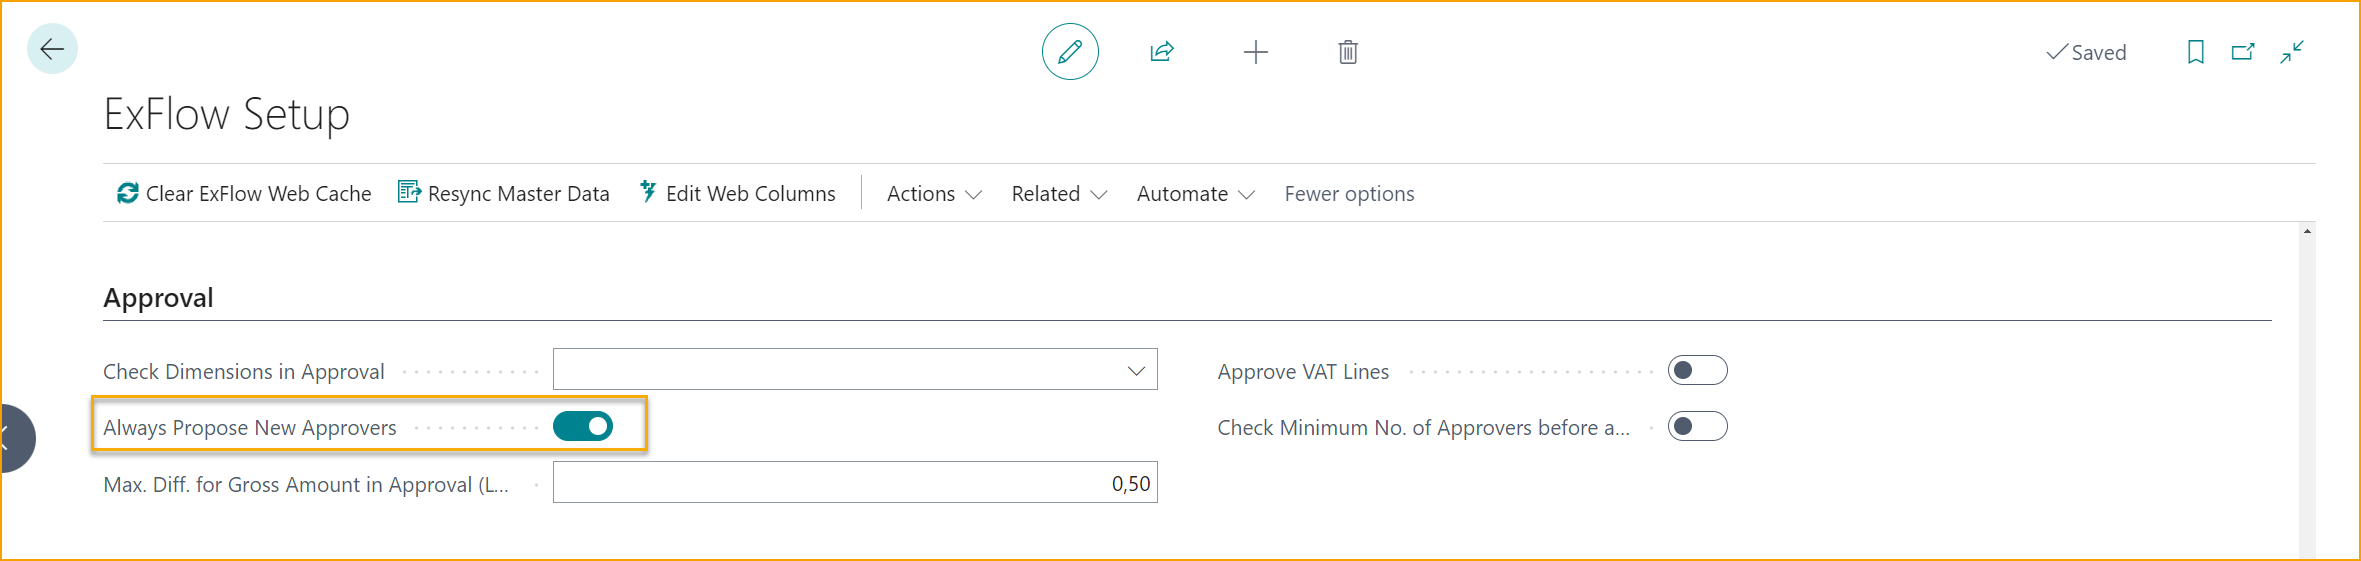 Saved
ExFlow Setup
Clear ExFlow Web Cache Resync Master Data Edit Web Columns Actions Related Automate Fewer options
Approval
Check Dimensions in Approval
Approve VAT Lines
Always Propose New Approvers
Check Minimum No. of Approvers before a...
Max. Diff. for Gross Amount in Approval (L... 0,50